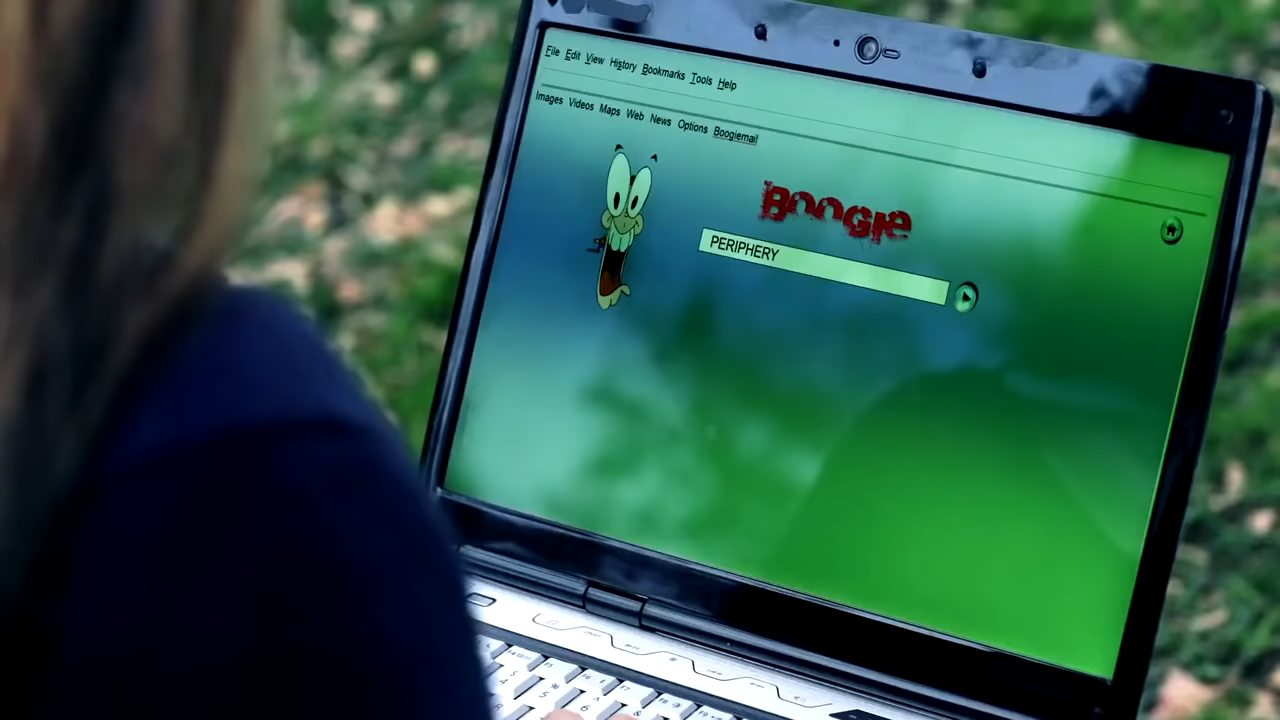 File Edit View History Bookmarks Tools Help
Images Videos Maps Web News Options Boogiemail
BOOGIE
PERIPHERY